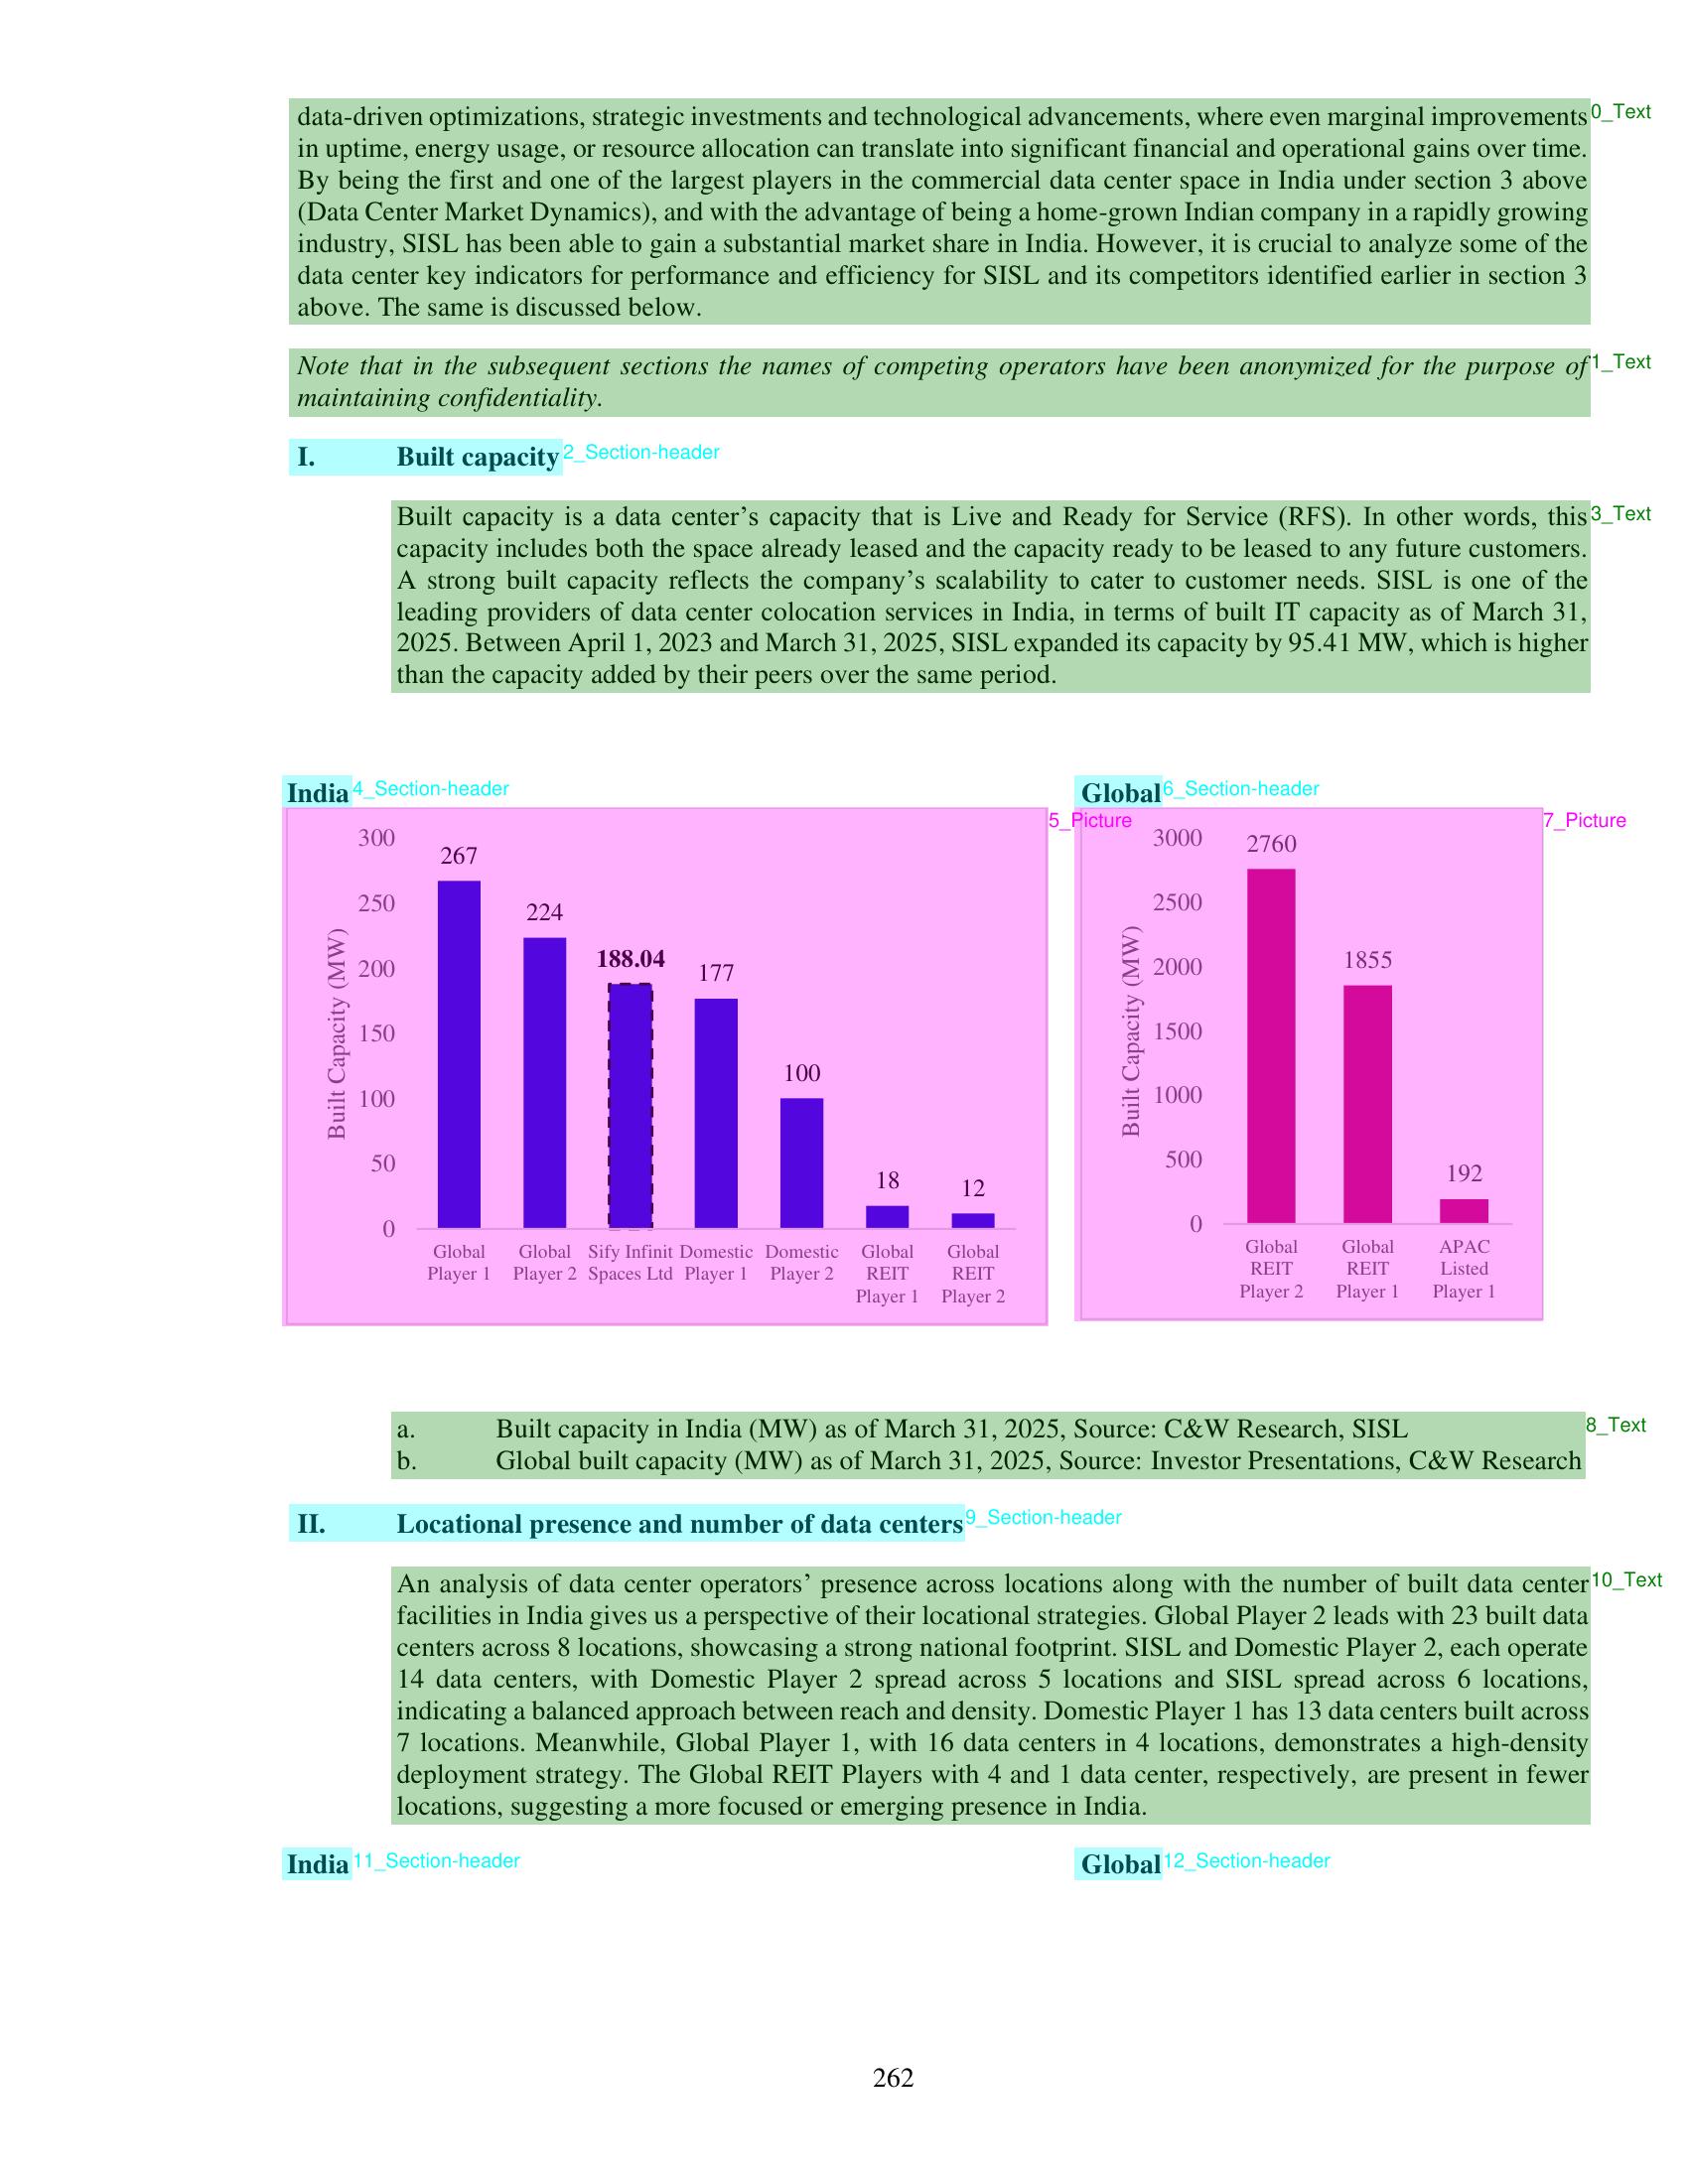 data-driven optimizations, strategic investments and technological advancements, where even marginal improvements
0_Text
in uptime, energy usage, or resource allocation can translate into significant financial and operational gains over time.
By being the first and one of the largest players in the commercial data center space in India under section 3 above
(Data Center Market Dynamics), and with the advantage of being a home-grown Indian company in a rapidly growing
industry, SISL has been able to gain a substantial market share in India. However, it is crucial to analyze some of the
data center key indicators for performance and efficiency for SISL and its competitors identified earlier in section 3
above. The same is discussed below.
Note that in the subsequent sections the names of competing operators have been anonymized for the purpose of
1_Text
maintaining confidentiality.
I. Built capacity
2_Section-header
Built capacity is a data center’s capacity that is Live and Ready for Service (RFS). In other words, this
3_Text
capacity includes both the space already leased and the capacity ready to be leased to any future customers.
A strong built capacity reflects the company’s scalability to cater to customer needs. SISL is one of the
leading providers of data center colocation services in India, in terms of built IT capacity as of March 31,
2025. Between April 1, 2023 and March 31, 2025, SISL expanded its capacity by 95.41 MW, which is higher
than the capacity added by their peers over the same period.
India
4_Section-header
5_Picture
Built Capacity (MW)
300
250
200
150
100
50
0
267
224
188.04
177
100
18
12
Global
Player 1
Global
Player 2
Sify Infinit
Spaces Ltd
Domestic
Player 1
Domestic
Player 2
Global
REIT
Player 1
Global
REIT
Player 2
Global
6_Section-header
7_Picture
Built Capacity (MW)
3000
2500
2000
1500
1000
500
0
2760
1855
192
Global
REIT
Player 2
Global
REIT
Player 1
APAC
Listed
Player 1
a. Built capacity in India (MW) as of March 31, 2025, Source: C&W Research, SISL
8_Text
b. Global built capacity (MW) as of March 31, 2025, Source: Investor Presentations, C&W Research
II. Locational presence and number of data centers
9_Section-header
An analysis of data center operators’ presence across locations along with the number of built data center
10_Text
facilities in India gives us a perspective of their locational strategies. Global Player 2 leads with 23 built data
centers across 8 locations, showcasing a strong national footprint. SISL and Domestic Player 2, each operate
14 data centers, with Domestic Player 2 spread across 5 locations and SISL spread across 6 locations,
indicating a balanced approach between reach and density. Domestic Player 1 has 13 data centers built across
7 locations. Meanwhile, Global Player 1, with 16 data centers in 4 locations, demonstrates a high-density
deployment strategy. The Global REIT Players with 4 and 1 data center, respectively, are present in fewer
locations, suggesting a more focused or emerging presence in India.
India
11_Section-header
Global
12_Section-header
262